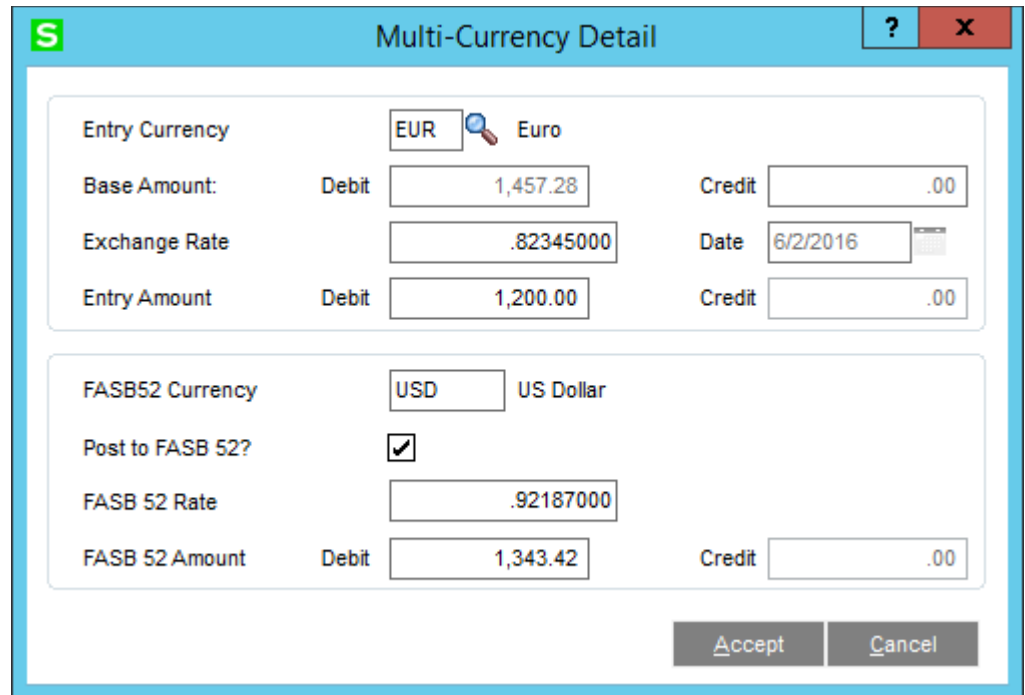 S Multi-Currency Detail ? x
Entry Currency EUR Euro
Base Amount: Debit 1,457.28 Credit .00
Exchange Rate .82345000 Date 6/2/2016
Entry Amount Debit 1,200.00 Credit .00
FASB52 Currency USD US Dollar
Post to FASB 52?
FASB 52 Rate .92187000
FASB 52 Amount Debit 1,343.42 Credit .00
Accept Cancel